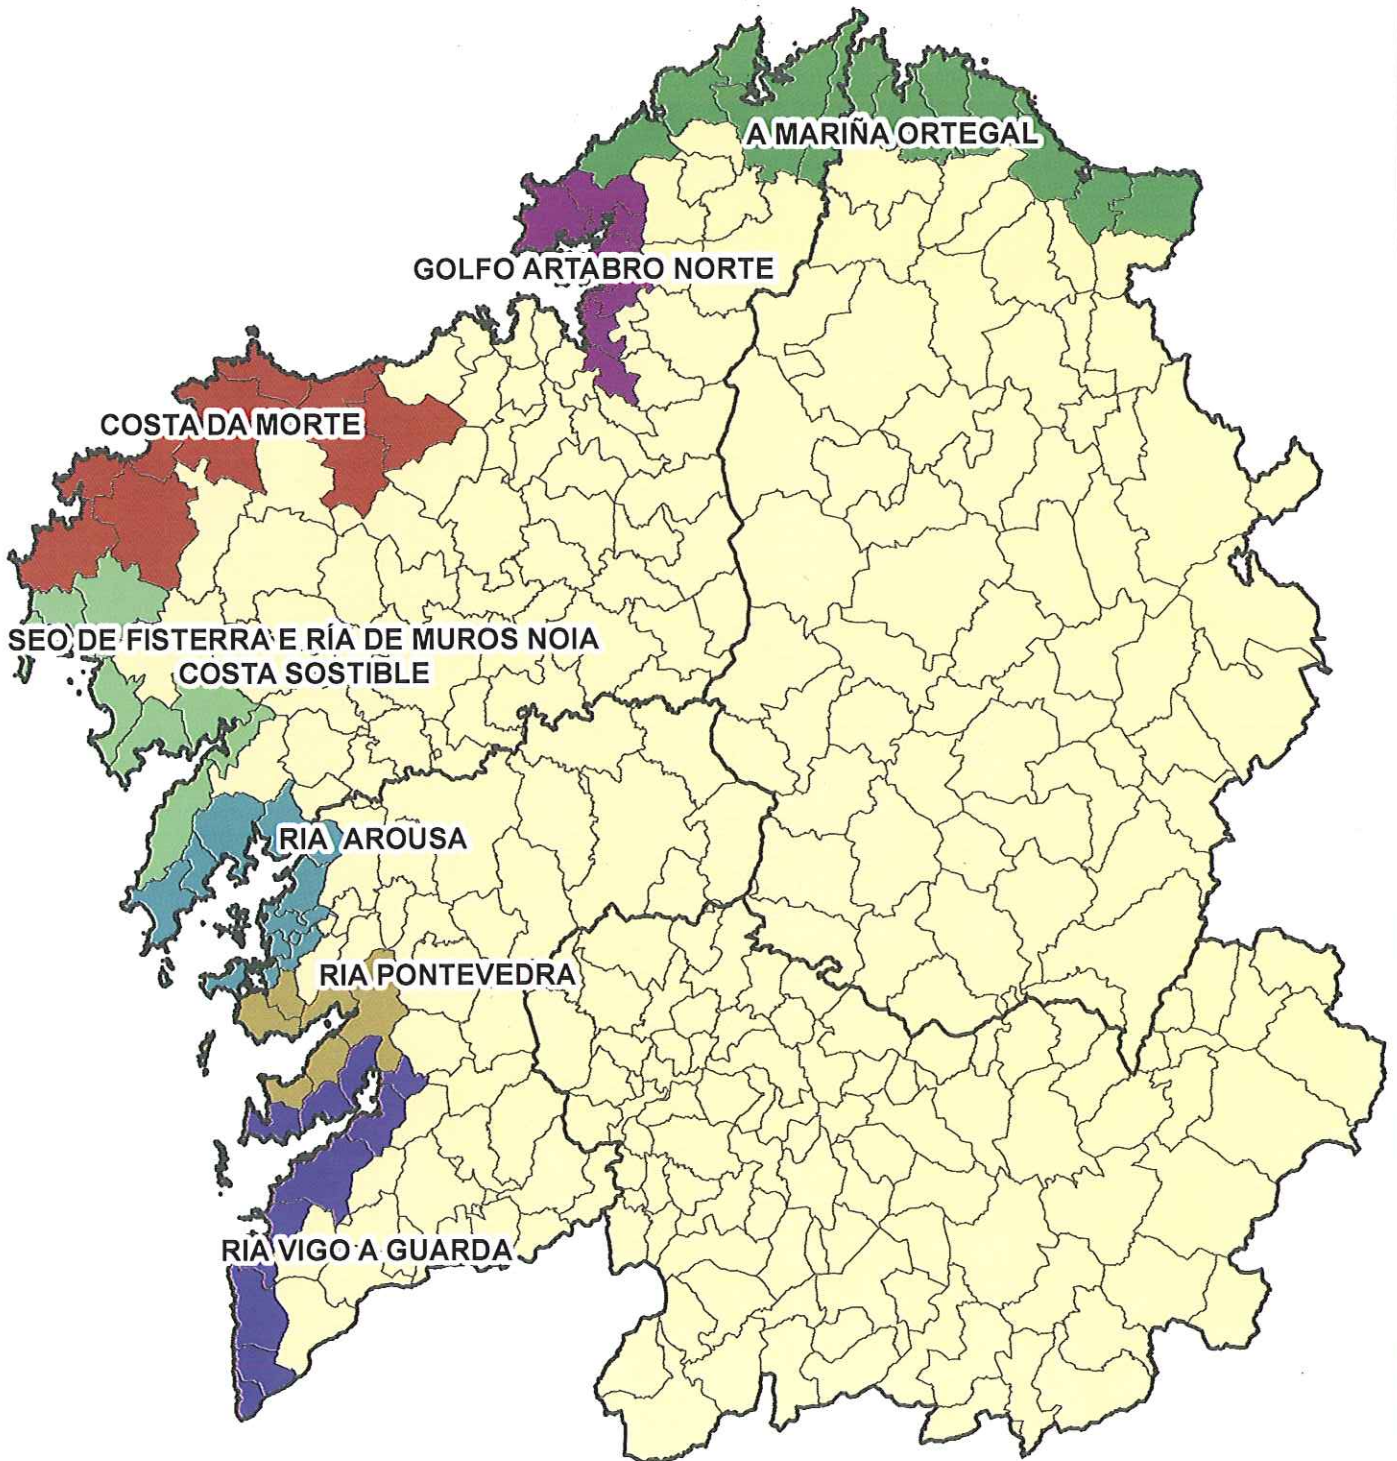 A MARIÑA ORTEGAL
GOLFO ARTABRO NORTE
COSTA DA MORTE
SEO DE FISTERRA E RÍA DE MUROS NOIA
COSTA SOSTIBLE
RIA AROUSA
RIA PONTEVEDRA
RIA VIGO A GUARDA